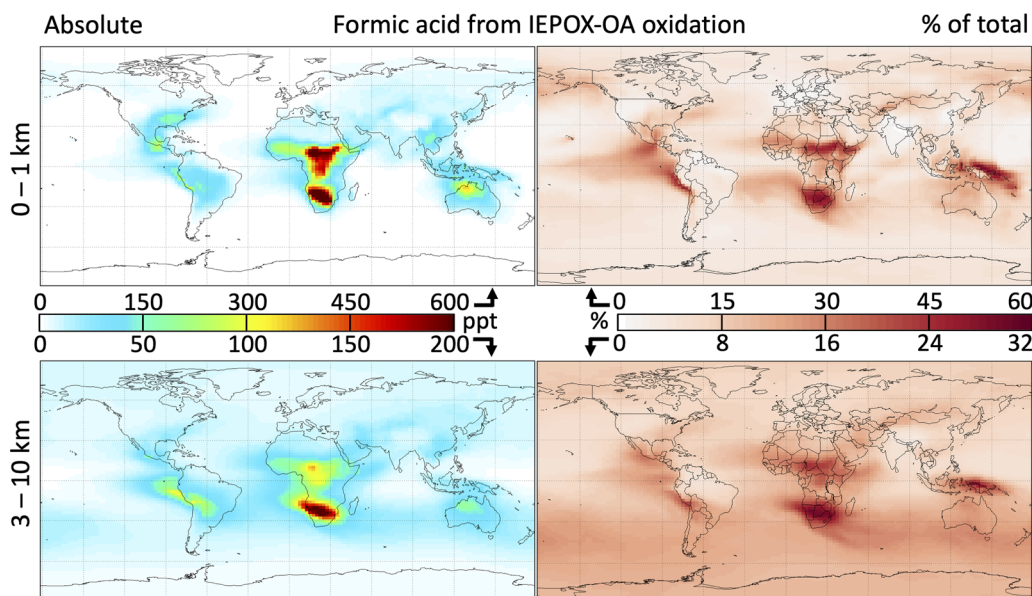 Absolute Formic acid from IEPOX-OA oxidation % of total
0 – 1 km
0 150 300 450 600 0 15 30 45 60
ppt %
0 50 100 150 200 0 8 16 24 32
3 – 10 km